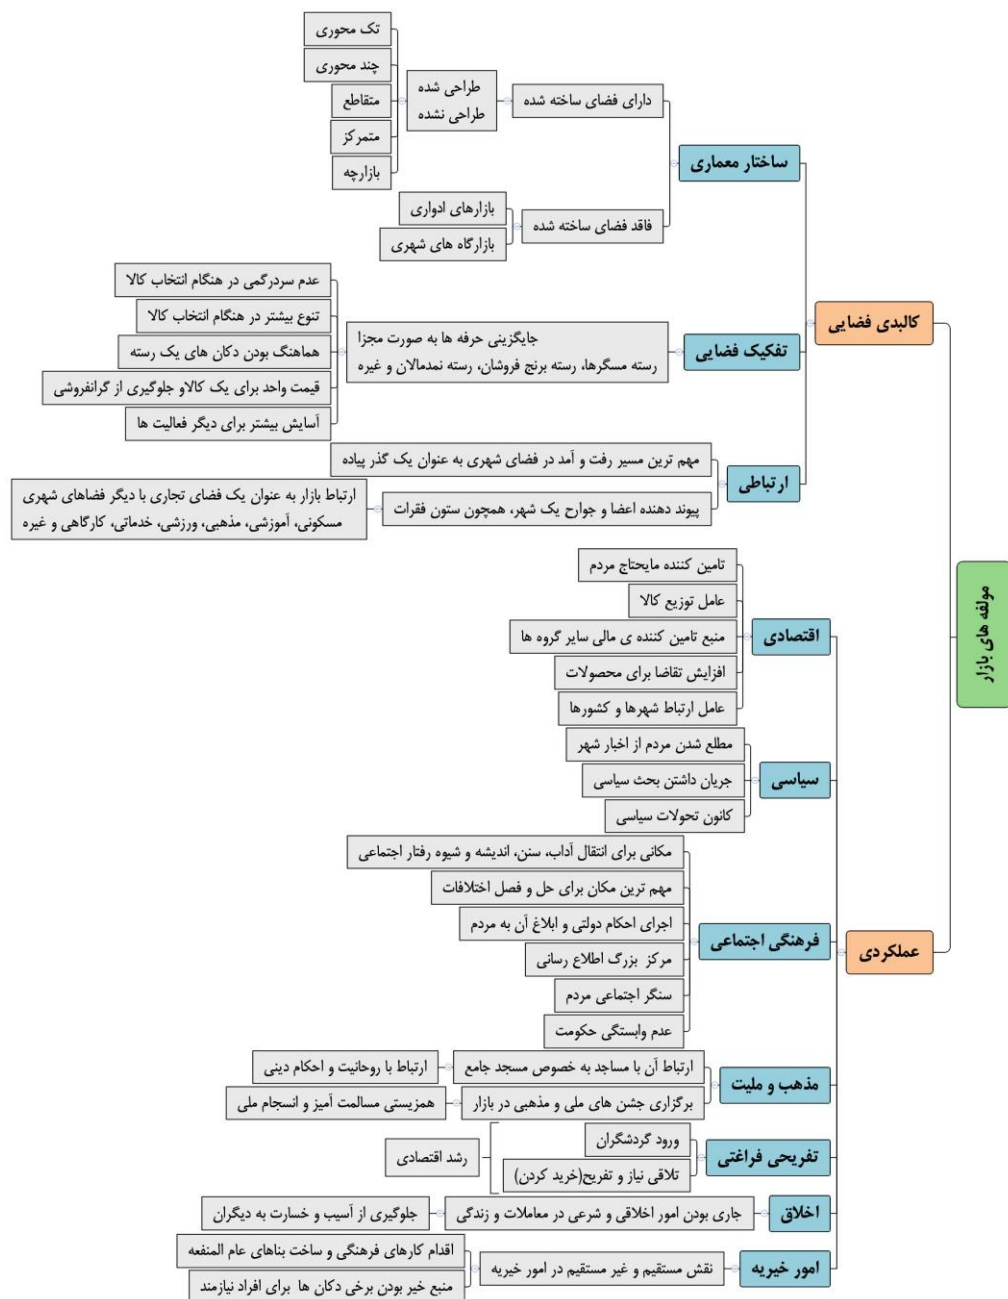 مولفه های بازار
کالبدی فضایی
ساختار معماری
دارای فضای ساخته شده
طراحی شده
طراحی نشده
تک محوری
چند محوری
متقاطع
متمرکز
بازارچه
فاقد فضای ساخته شده
بازارهای ادواری
بازارگاه های شهری
تفکیک فضایی
جایگزینی حرفه ها به صورت مجزا
رسته مسگرها، رسته برنج فروشان، رسته نمدمالان و غیره
عدم سردرگمی در هنگام انتخاب کالا
تنوع بیشتر در هنگام انتخاب کالا
هماهنگ بودن دکان های یک رسته
قیمت واحد برای یک کالاو جلوگیری از گرانفروشی
آسایش بیشتر برای دیگر فعالیت ها
ارتباطی
مهم ترین مسیر رفت و آمد در فضای شهری به عنوان یک گذر پیاده
پیوند دهنده اعضا و جوارح یک شهر، همچون ستون فقرات
ارتباط بازار به عنوان یک فضای تجاری با دیگر فضاهای شهری
مسکونی، آموزشی، مذهبی، ورزشی، خدماتی، کارگاهی و غیره
عملکردی
اقتصادی
تامین کننده مایحتاج مردم
عامل توزیع کالا
منبع تامین کننده ی مالی سایر گروه ها
افزایش تقاضا برای محصولات
عامل ارتباط شهرها و کشورها
سیاسی
مطلع شدن مردم از اخبار شهر
جریان داشتن بحث سیاسی
کانون تحولات سیاسی
فرهنگی اجتماعی
مکانی برای انتقال آداب، سنن، اندیشه و شیوه رفتار اجتماعی
مهم ترین مکان برای حل و فصل اختلافات
اجرای احکام دولتی و ابلاغ آن به مردم
مرکز بزرگ اطلاع رسانی
سنگر اجتماعی مردم
عدم وابستگی حکومت
مذهب و ملیت
ارتباط آن با مساجد به خصوص مسجد جامع
ارتباط با روحانیت و احکام دینی
برگزاری جشن های ملی و مذهبی در بازار
همزیستی مسالمت آمیز و انسجام ملی
تفریحی فراغتی
ورود گردشگران
تلاقی نیاز و تفریح(خرید کردن)
رشد اقتصادی
اخلاق
جاری بودن امور اخلاقی و شرعی در معاملات و زندگی
جلوگیری از آسیب و خسارت به دیگران
امور خیریه
نقش مستقیم و غیر مستقیم در امور خیریه
اقدام کارهای فرهنگی و ساخت بناهای عام المنفعه
منبع خیر بودن برخی دکان ها برای افراد نیازمند